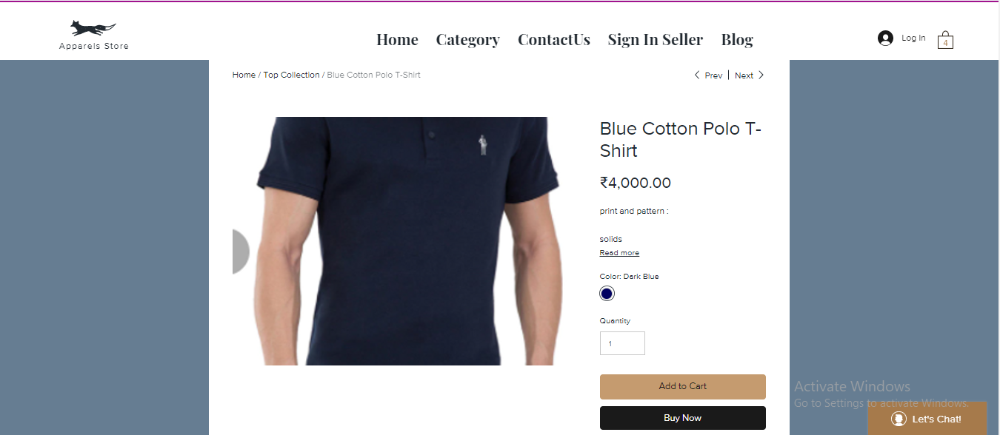 Apparels Store
Home Category ContactUs Sign In Seller Blog
Log In
4
Home / Top Collection / Blue Cotton Polo T-Shirt
Prev | Next
Blue Cotton Polo T-
Shirt
₹4,000.00
print and pattern :
solids
Read more
Color: Dark Blue
Quantity
1
Add to Cart
Buy Now
Activate Windows
Go to Settings to activate Windows.
Let's Chat!